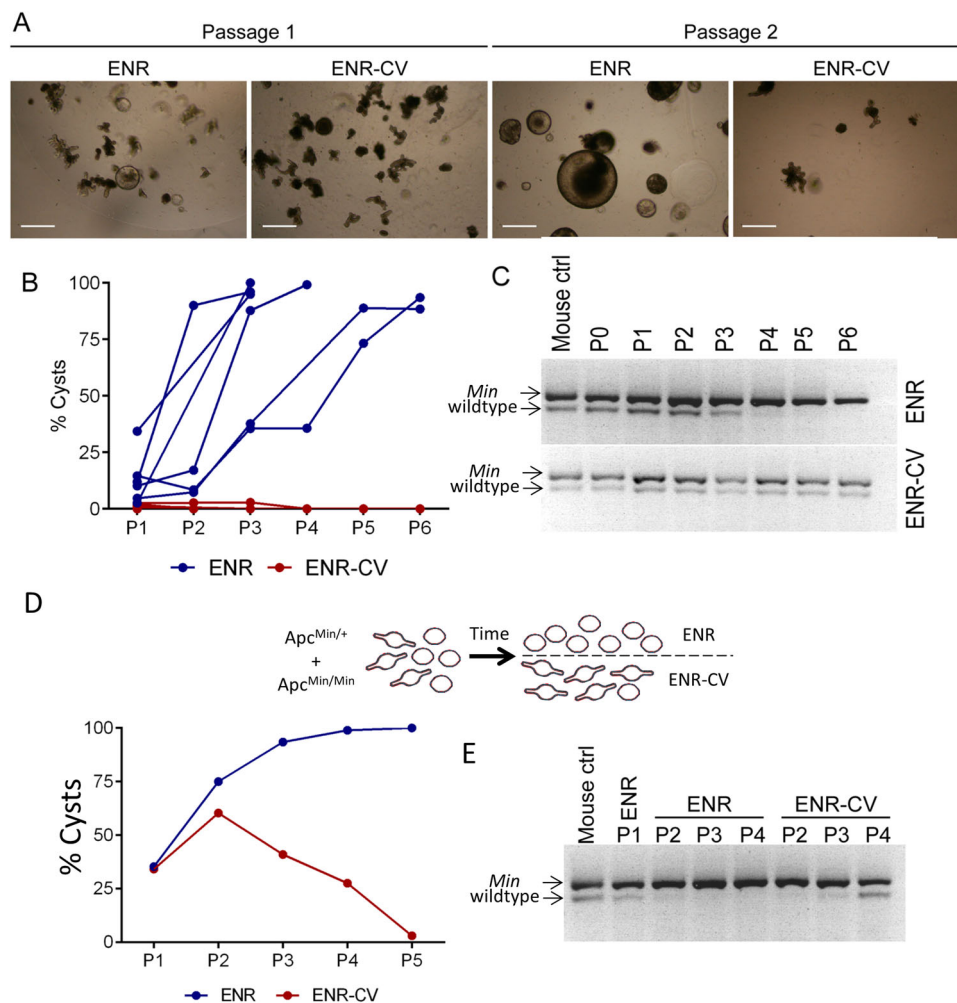 A
Passage 1 Passage 2
ENR ENR-CV ENR ENR-CV
B
100
75
50
25
0
% Cysts
P1 P2 P3 P4 P5 P6
ENR ENR-CV
C
Mouse ctrl P0 P1 P2 P3 P4 P5 P6
Min
wildtype
ENR
Min
wildtype
ENR-CV
D
Apc^Min/+
+
Apc^Min/Min
Time
ENR
ENR-CV
100
75
50
25
0
% Cysts
P1 P2 P3 P4 P5
ENR ENR-CV
E
Mouse ctrl ENR ENR ENR-CV
P1 P2 P3 P4 P2 P3 P4
Min
wildtype